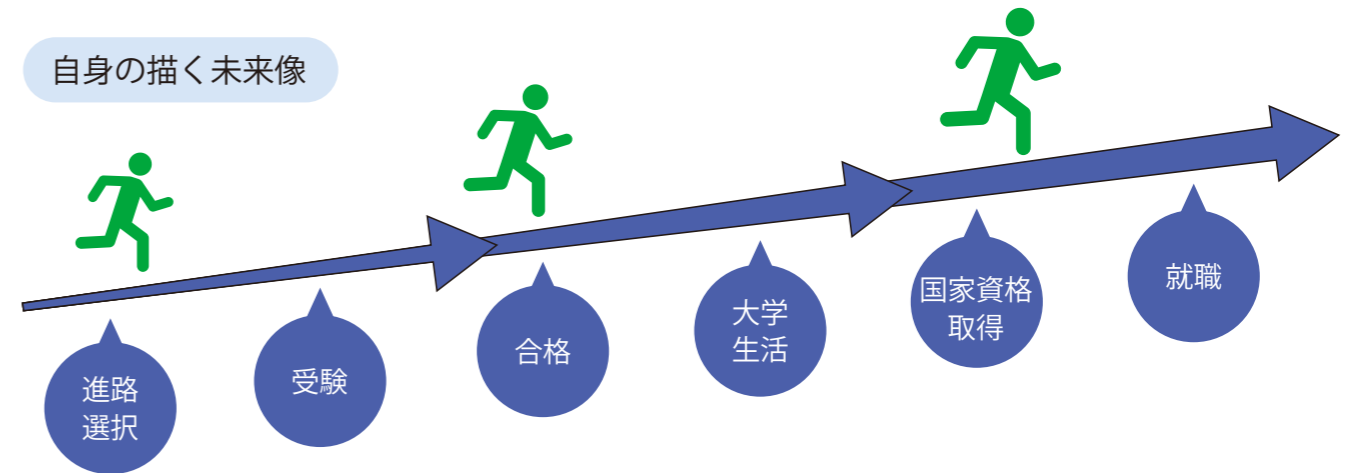 自身の描く未来像
進路
選択
受験
合格
大学
生活
国家資格
取得
就職